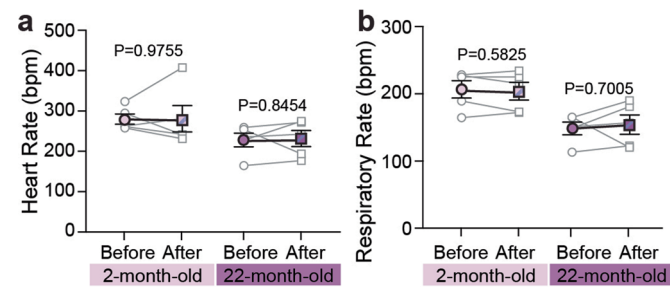 a
Heart Rate (bpm)
500
400
300
200
100
0
P=0.9755
P=0.8454
Before After Before After
2-month-old 22-month-old
b
Respiratory Rate (bpm)
300
200
100
0
P=0.5825
P=0.7005
Before After Before After
2-month-old 22-month-old